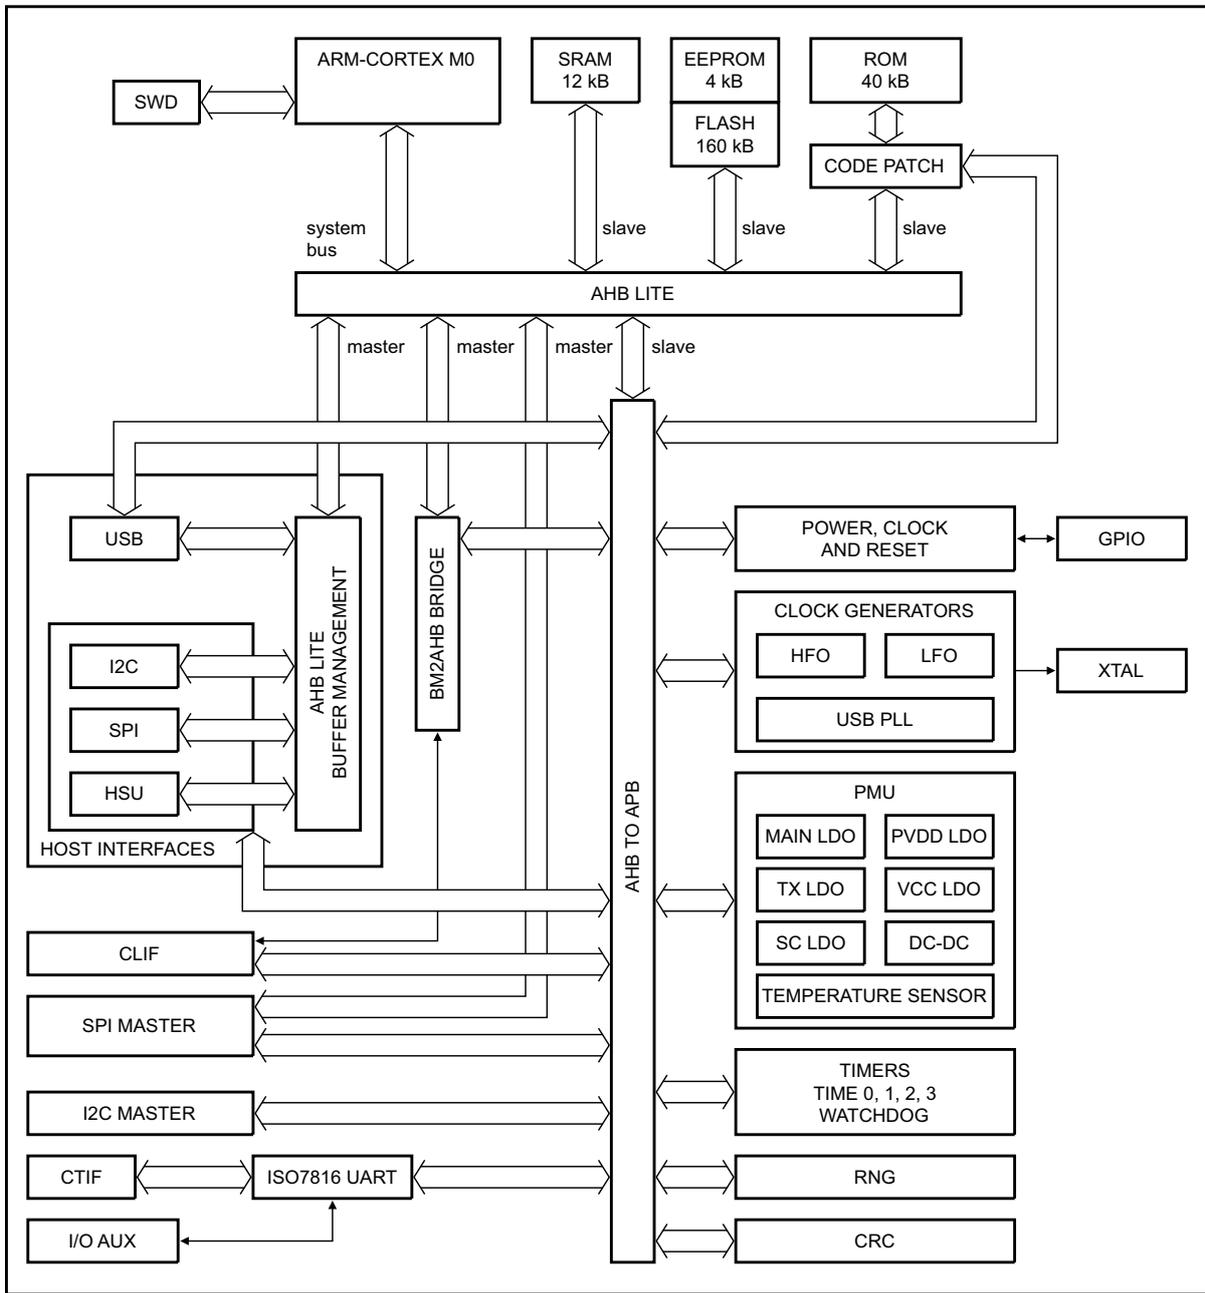 ARM-CORTEX M0
SWD
SRAM
12 kB
EEPROM
4 kB
FLASH
160 kB
ROM
40 kB
CODE PATCH
system
bus
slave
slave
slave
AHB LITE
master
master
master
slave
USB
I2C
SPI
HSU
HOST INTERFACES
AHB LITE
BUFFER MANAGEMENT
BM2AHB BRIDGE
AHB TO APB
POWER, CLOCK
AND RESET
GPIO
CLOCK GENERATORS
HFO
LFO
USB PLL
XTAL
PMU
MAIN LDO
PVDD LDO
TX LDO
VCC LDO
SC LDO
DC-DC
TEMPERATURE SENSOR
CLIF
SPI MASTER
I2C MASTER
CTIF
ISO7816 UART
I/O AUX
TIMERS
TIME 0, 1, 2, 3
WATCHDOG
RNG
CRC